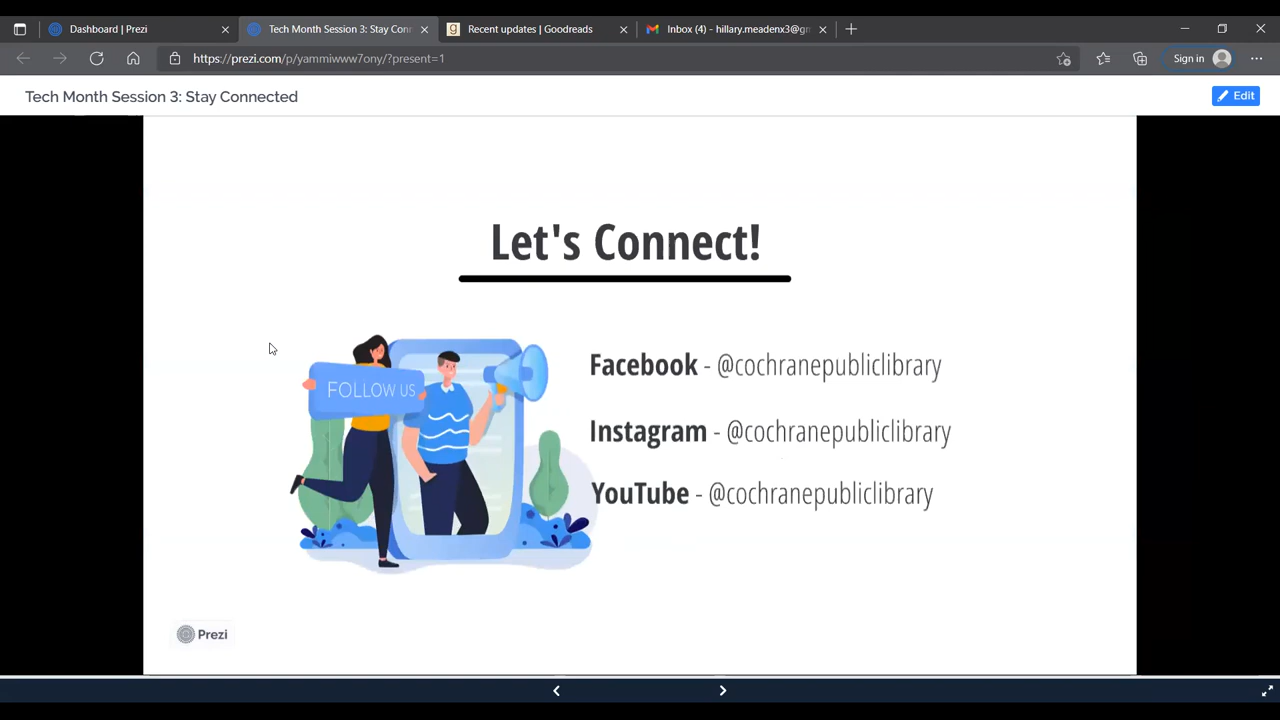 Dashboard | Prezi
Tech Month Session 3: Stay Conn
Recent updates | Goodreads
Inbox (4) - hillary.meadenx3@gm
https://prezi.com/p/yammiwww7ony/?present=1
Sign in
Tech Month Session 3: Stay Connected
Edit
Let's Connect!
FOLLOW US
Facebook - @cochranepubliclibrary
Instagram - @cochranepubliclibrary
YouTube - @cochranepubliclibrary
Prezi